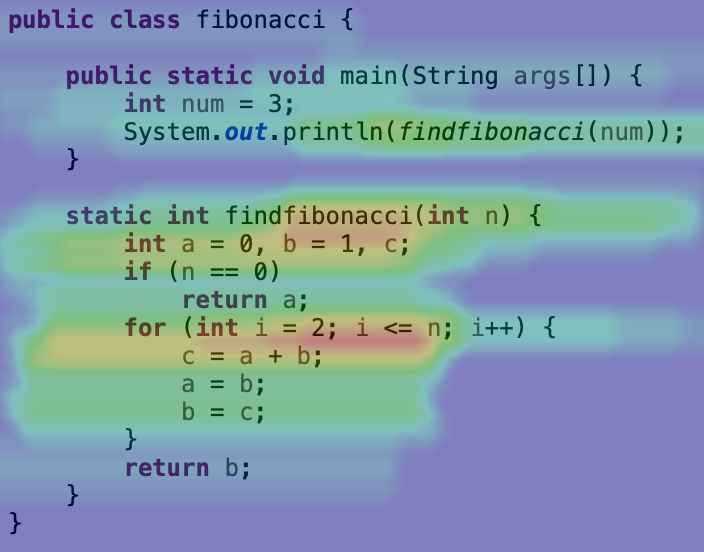 public class fibonacci {
public static void main(String args[]) {
int num = 3;
System.out.println(findfibonacci(num));
}
static int findfibonacci(int n) {
int a = 0, b = 1, c;
if (n == 0)
return a;
for (int i = 2; i <= n; i++) {
c = a + b;
a = b;
b = c;
}
return b;
}
}